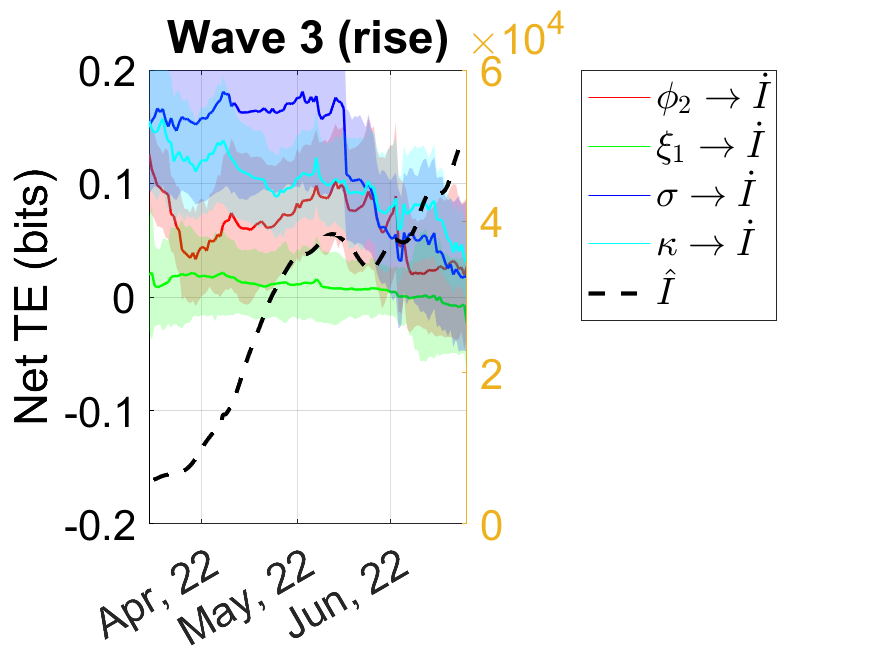 Wave 3 (rise)
×10⁴
Net TE (bits)
0.2
0.1
0
-0.1
-0.2
6
4
2
0
Apr, 22
May, 22
Jun, 22
ϕ₂ → İ
ξ₁ → İ
σ → İ
κ → İ
Î